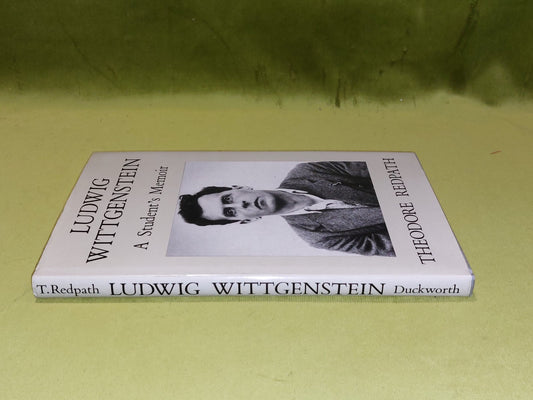 LUDWIG
WITTGENSTEIN
A Student's Memoir
THEODORE REDPATH
T.Redpath LUDWIG WITTGENSTEIN Duckworth